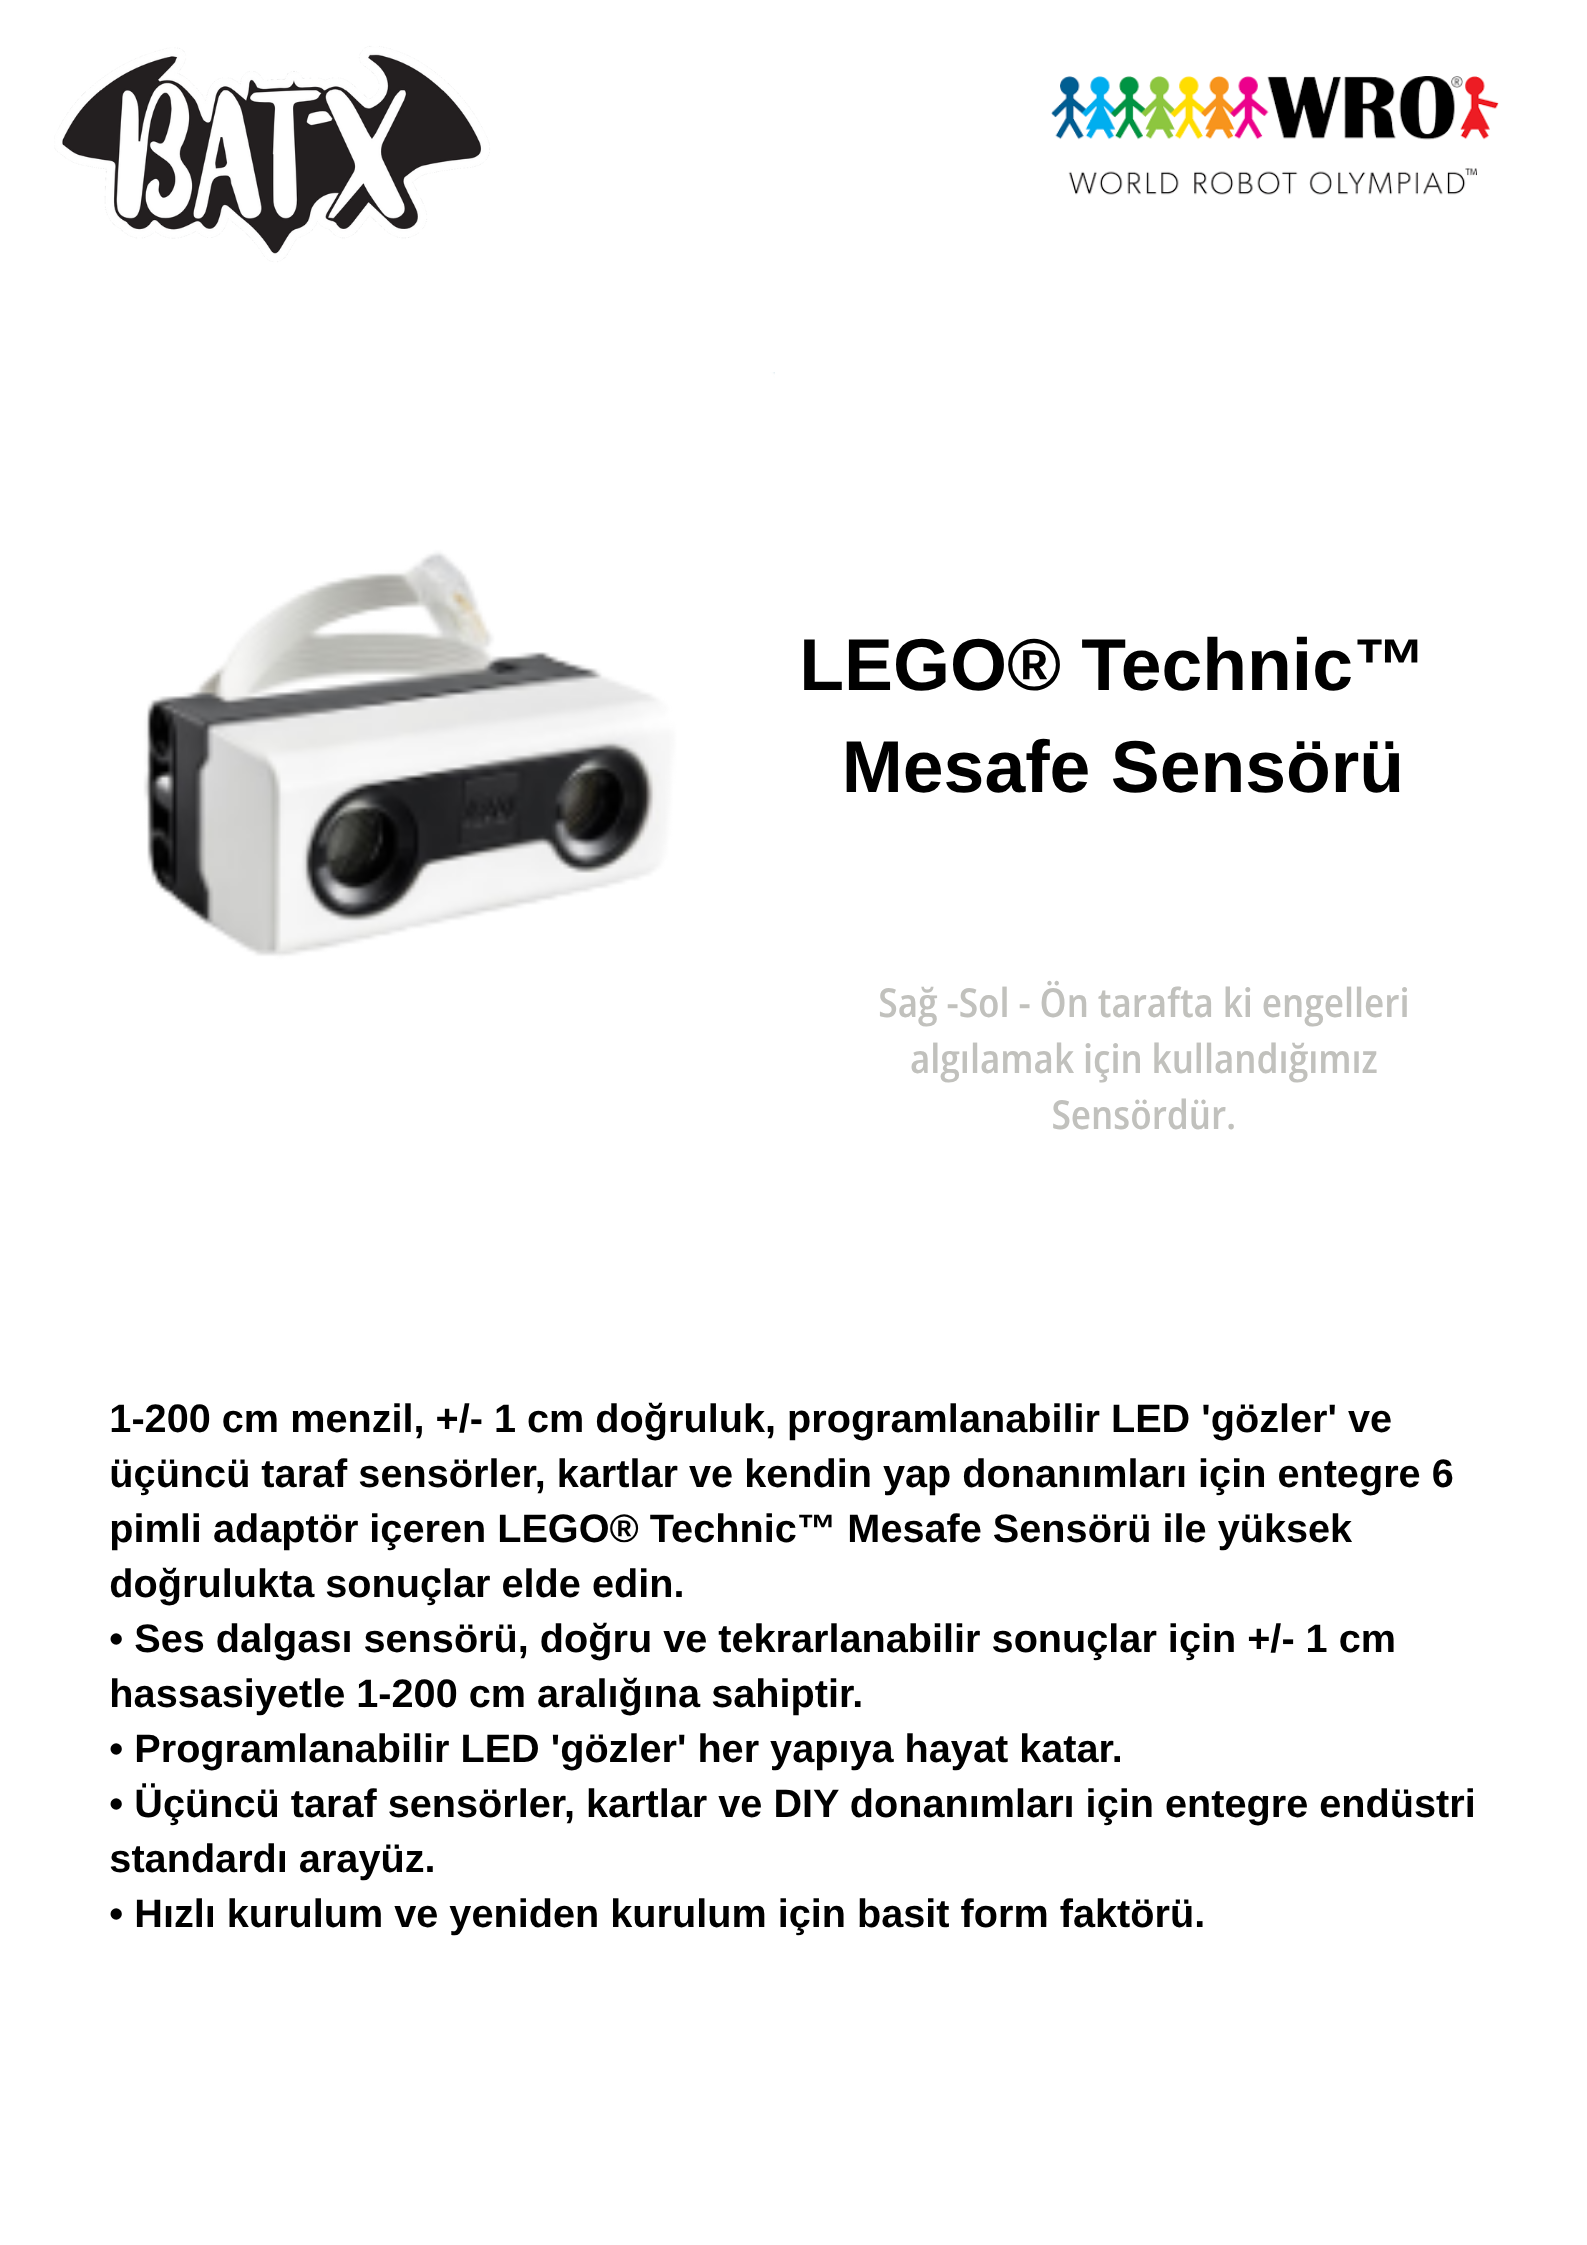 BAT-X
WRO®
WORLD ROBOT OLYMPIAD™
LEGO® Technic™
Mesafe Sensörü
Sağ -Sol - Ön tarafta ki engelleri
algılamak için kullandığımız
Sensördür.
1-200 cm menzil, +/- 1 cm doğruluk, programlanabilir LED 'gözler' ve
üçüncü taraf sensörler, kartlar ve kendin yap donanımları için entegre 6
pimli adaptör içeren LEGO® Technic™ Mesafe Sensörü ile yüksek
doğrulukta sonuçlar elde edin.
• Ses dalgası sensörü, doğru ve tekrarlanabilir sonuçlar için +/- 1 cm
hassasiyetle 1-200 cm aralığına sahiptir.
• Programlanabilir LED 'gözler' her yapıya hayat katar.
• Üçüncü taraf sensörler, kartlar ve DIY donanımları için entegre endüstri
standardı arayüz.
• Hızlı kurulum ve yeniden kurulum için basit form faktörü.